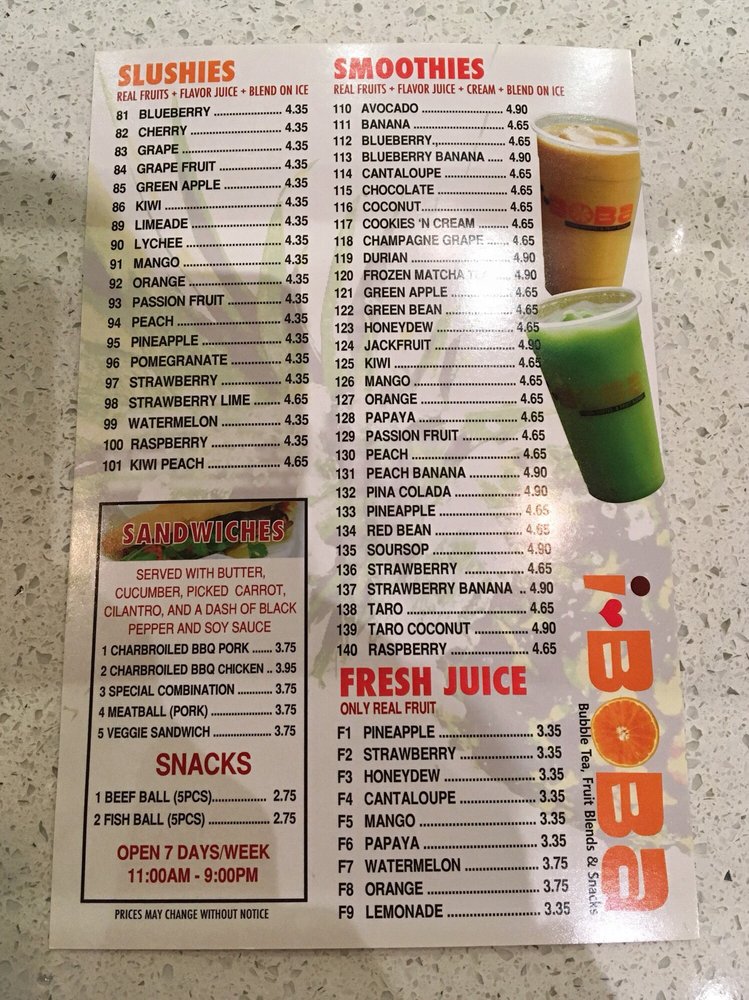 SLUSHIES
REAL FRUITS + FLAVOR JUICE + BLEND ON ICE
81 BLUEBERRY 4.35
82 CHERRY 4.35
83 GRAPE 4.35
84 GRAPE FRUIT 4.35
85 GREEN APPLE 4.35
86 KIWI 4.35
89 LIMEADE 4.35
90 LYCHEE 4.35
91 MANGO 4.35
92 ORANGE 4.35
93 PASSION FRUIT 4.35
94 PEACH 4.35
95 PINEAPPLE 4.35
96 POMEGRANATE 4.35
97 STRAWBERRY 4.35
98 STRAWBERRY LIME 4.65
99 WATERMELON 4.35
100 RASPBERRY 4.35
101 KIWI PEACH 4.65
SANDWICHES
SERVED WITH BUTTER,
CUCUMBER, PICKED CARROT,
CILANTRO, AND A DASH OF BLACK
PEPPER AND SOY SAUCE
1 CHARBROILED BBQ PORK 3.75
2 CHARBROILED BBQ CHICKEN 3.95
3 SPECIAL COMBINATION 3.75
4 MEATBALL (PORK) 3.75
5 VEGGIE SANDWICH 3.75
SNACKS
1 BEEF BALL (5PCS) 2.75
2 FISH BALL (5PCS) 2.75
OPEN 7 DAYS/WEEK
11:00AM - 9:00PM
PRICES MAY CHANGE WITHOUT NOTICE
SMOOTHIES
REAL FRUITS + FLAVOR JUICE + CREAM + BLEND ON ICE
110 AVOCADO 4.90
111 BANANA 4.65
112 BLUEBERRY 4.65
113 BLUEBERRY BANANA 4.90
114 CANTALOUPE 4.65
115 CHOCOLATE 4.65
116 COCONUT 4.65
117 COOKIES 'N CREAM 4.65
118 CHAMPAGNE GRAPE 4.65
119 DURIAN 4.90
120 FROZEN MATCHA 4.90
121 GREEN APPLE 4.65
122 GREEN BEAN 4.65
123 HONEYDEW 4.65
124 JACKFRUIT 4.90
125 KIWI 4.65
126 MANGO 4.65
127 ORANGE 4.65
128 PAPAYA 4.65
129 PASSION FRUIT 4.65
130 PEACH 4.65
131 PEACH BANANA 4.90
132 PINA COLADA 4.90
133 PINEAPPLE 4.65
134 RED BEAN 4.65
135 SOURSOP 4.90
136 STRAWBERRY 4.65
137 STRAWBERRY BANANA 4.90
138 TARO 4.65
139 TARO COCONUT 4.90
140 RASPBERRY 4.65
FRESH JUICE
ONLY REAL FRUIT
F1 PINEAPPLE 3.35
F2 STRAWBERRY 3.35
F3 HONEYDEW 3.35
F4 CANTALOUPE 3.35
F5 MANGO 3.35
F6 PAPAYA 3.35
F7 WATERMELON 3.75
F8 ORANGE 3.75
F9 LEMONADE 3.35
BOBA
i BOBA
Bubble Tea, Fruit Blends & Snacks